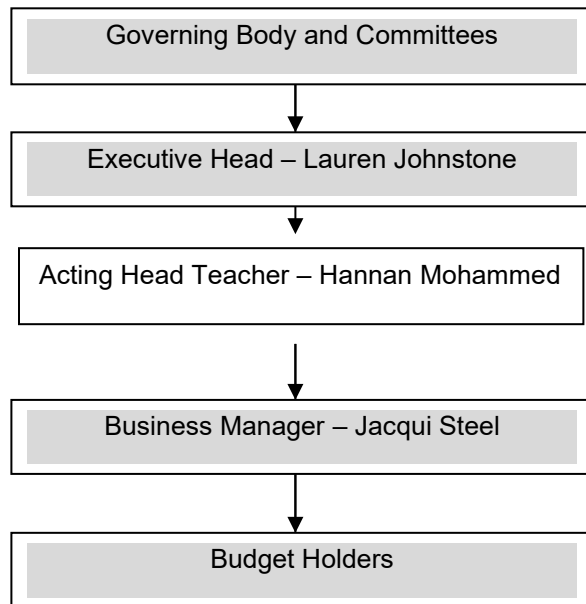 Governing Body and Committees
Executive Head – Lauren Johnstone
Acting Head Teacher – Hannan Mohammed
Business Manager – Jacqui Steel
Budget Holders